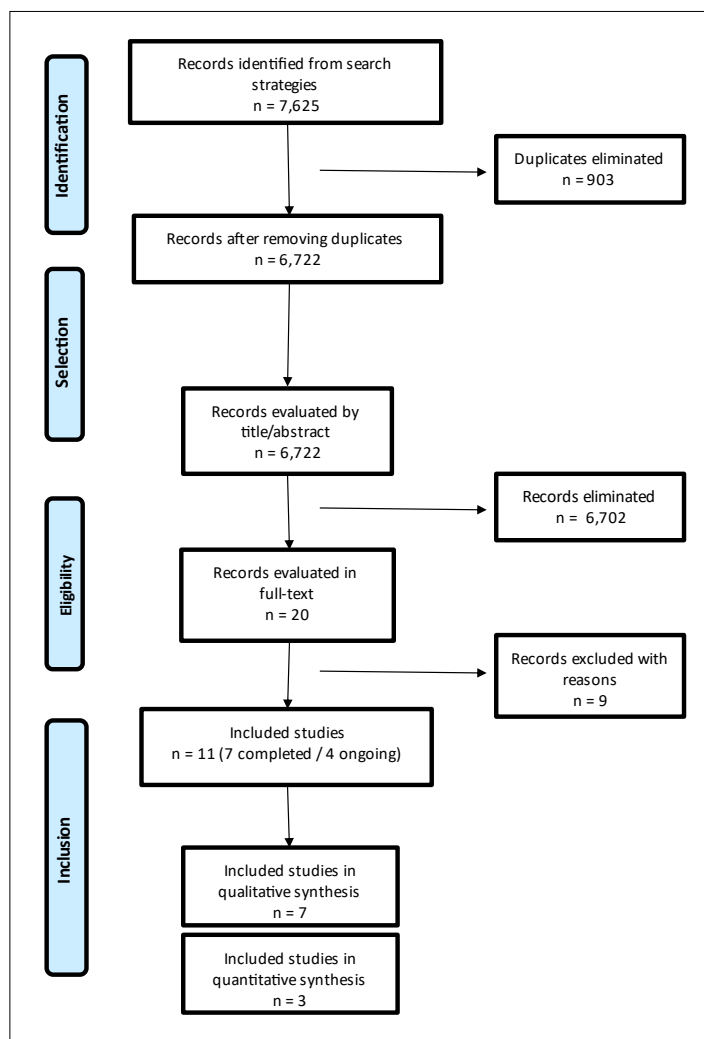 Identification
Records identified from search
strategies
n = 7,625
Duplicates eliminated
n = 903
Records after removing duplicates
n = 6,722
Selection
Records evaluated by
title/abstract
n = 6,722
Records eliminated
n = 6,702
Eligibility
Records evaluated in
full-text
n = 20
Records excluded with
reasons
n = 9
Inclusion
Included studies
n = 11 (7 completed / 4 ongoing)
Included studies in
qualitative synthesis
n = 7
Included studies in
quantitative synthesis
n = 3